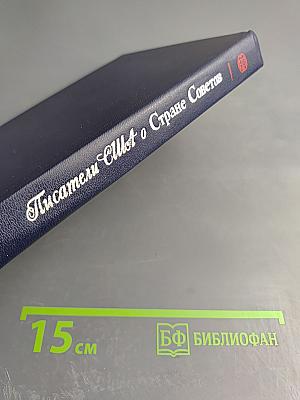 Писатели США о Стране Советов
15 см
БФ БИБЛИОФАН